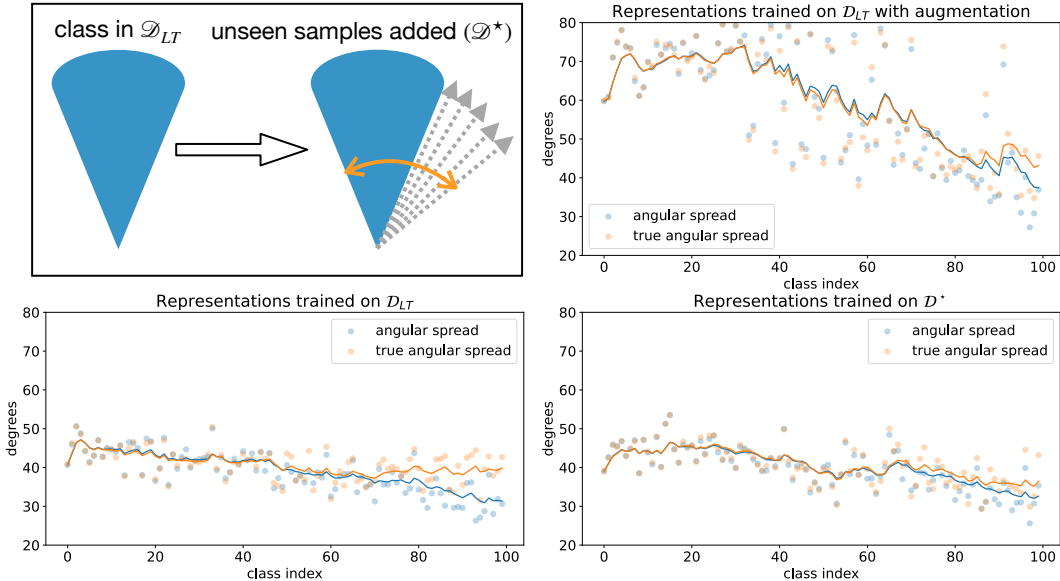 class in 𝒟_LT
unseen samples added (𝒟⋆)
Representations trained on 𝒟_LT with augmentation
80
70
60
50
40
30
20
degrees
angular spread
true angular spread
0
20
40
60
80
100
class index
Representations trained on 𝒟_LT
80
70
60
50
40
30
20
degrees
angular spread
true angular spread
0
20
40
60
80
100
class index
Representations trained on 𝒟⋆
80
70
60
50
40
30
20
degrees
angular spread
true angular spread
0
20
40
60
80
100
class index